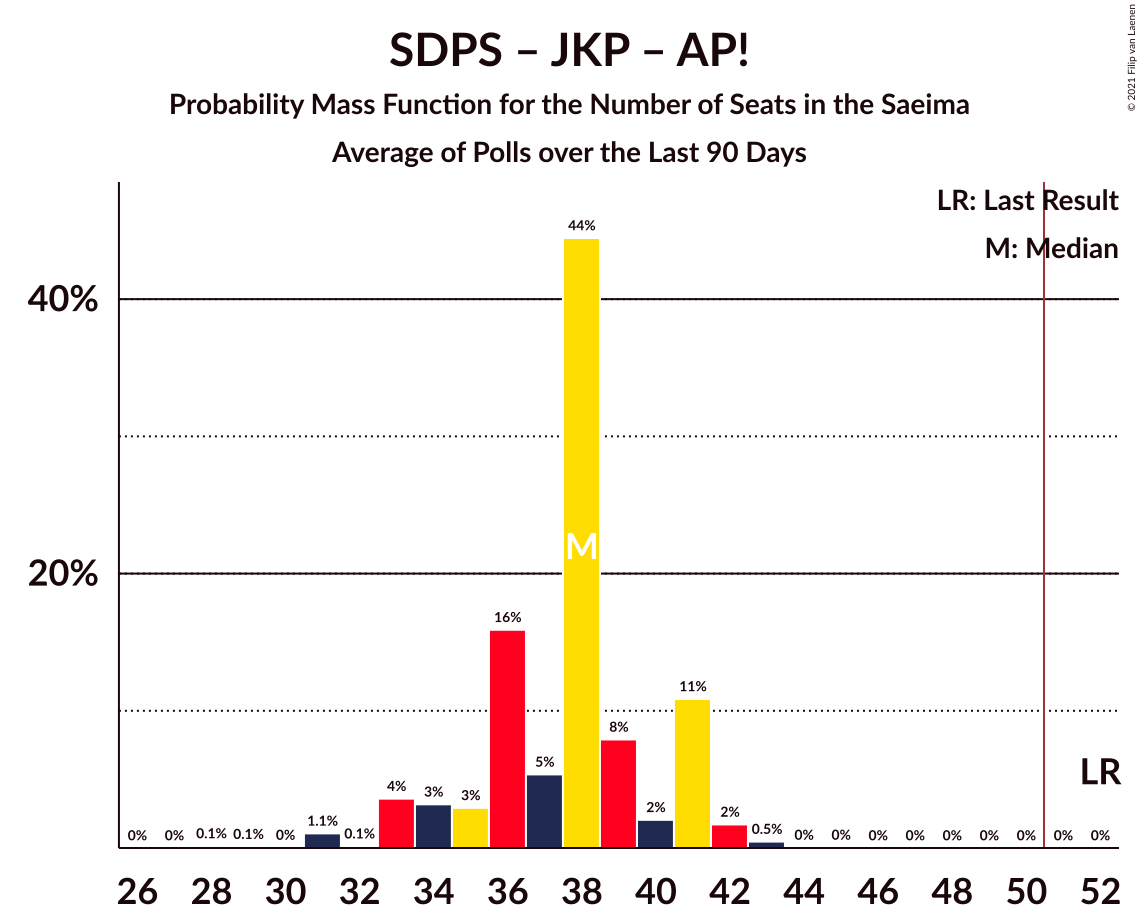 SDPS – JKP – AP!
Probability Mass Function for the Number of Seats in the Saeima
Average of Polls over the Last 90 Days
© 2021 Filip van Laenen
LR: Last Result
M: Median
40%
20%
0% 0% 0.1% 0.1% 0% 1.1% 0.1% 4% 3% 3% 16% 5% 44% 8% 2% 11% 2% 0.5% 0% 0% 0% 0% 0% 0% 0% 0% 0%
M
LR
26 28 30 32 34 36 38 40 42 44 46 48 50 52